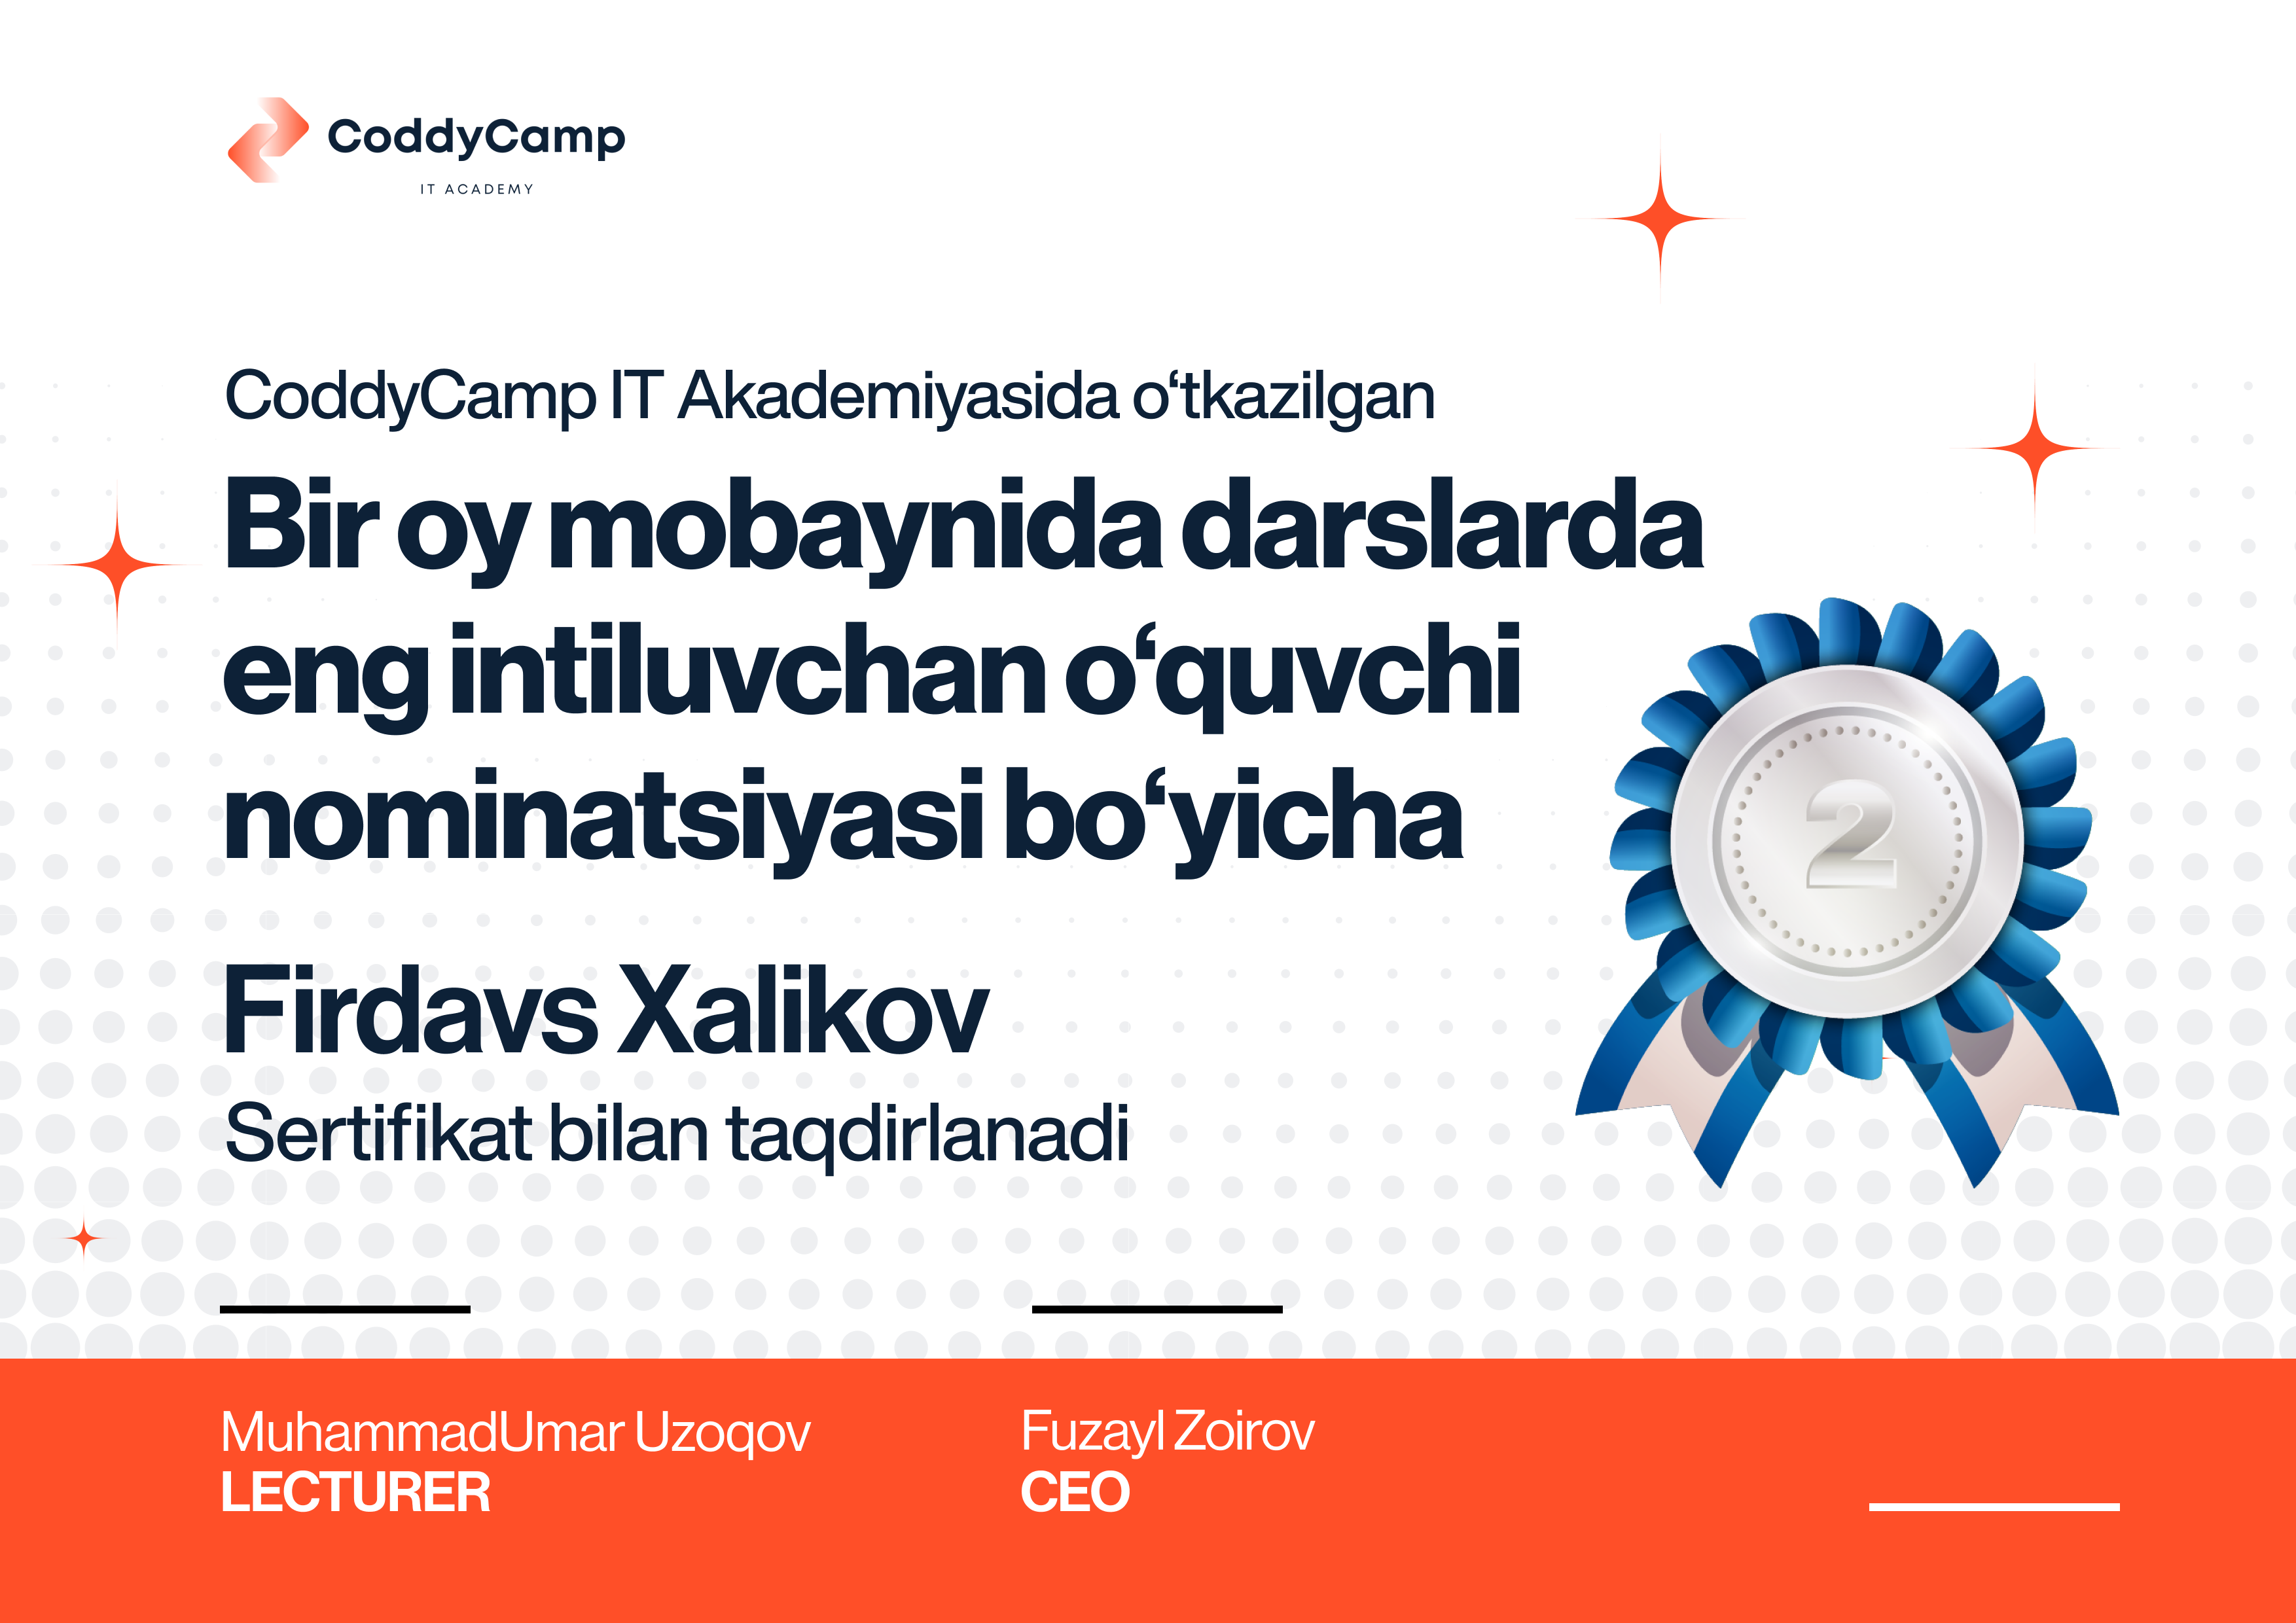 CoddyCamp
IT ACADEMY
CoddyCamp IT Akademiyasida o‘tkazilgan
Bir oy mobaynida darslarda
eng intiluvchan o‘quvchi
nominatsiyasi bo‘yicha
2
Firdavs Xalikov
Sertifikat bilan taqdirlanadi
MuhammadUmar Uzoqov
LECTURER
Fuzayl Zoirov
CEO